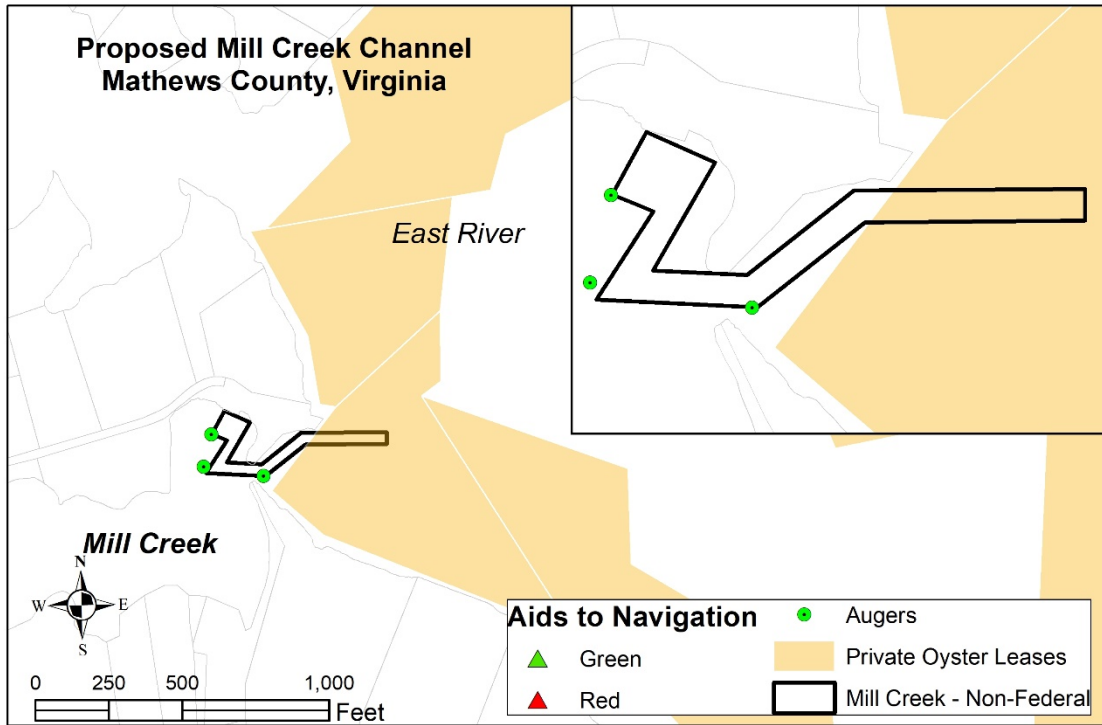 Proposed Mill Creek Channel
Mathews County, Virginia
East River
Mill Creek
N
W
E
S
0 250 500 1,000
Feet
Aids to Navigation
Green
Red
Augers
Private Oyster Leases
Mill Creek - Non-Federal